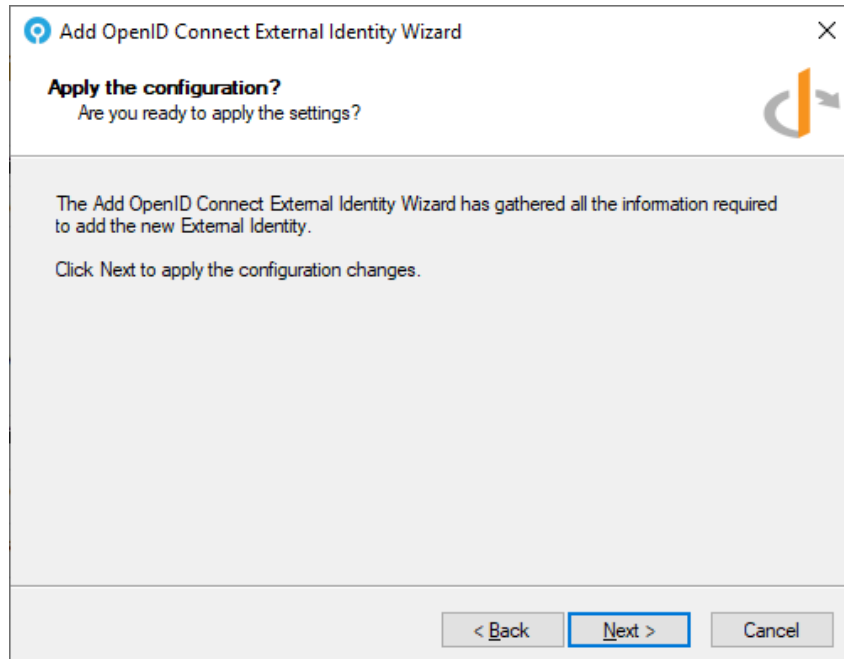 Add OpenID Connect External Identity Wizard
Apply the configuration?
Are you ready to apply the settings?
The Add OpenID Connect External Identity Wizard has gathered all the information required
to add the new External Identity.
Click Next to apply the configuration changes.
< Back
Next >
Cancel